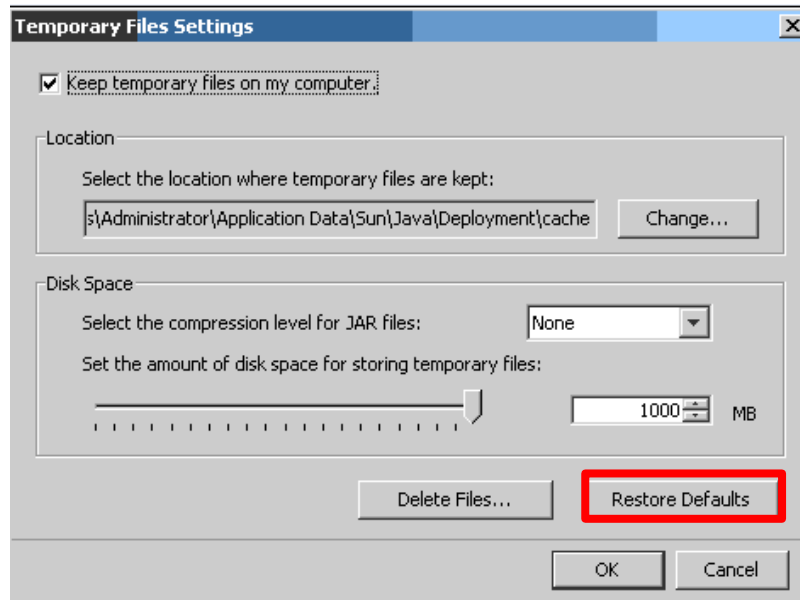 Temporary Files Settings
Keep temporary files on my computer.
Location
Select the location where temporary files are kept:
s\Administrator\Application Data\Sun\Java\Deployment\cache
Change...
Disk Space
Select the compression level for JAR files:
None
Set the amount of disk space for storing temporary files:
1000
MB
Delete Files...
Restore Defaults
OK
Cancel